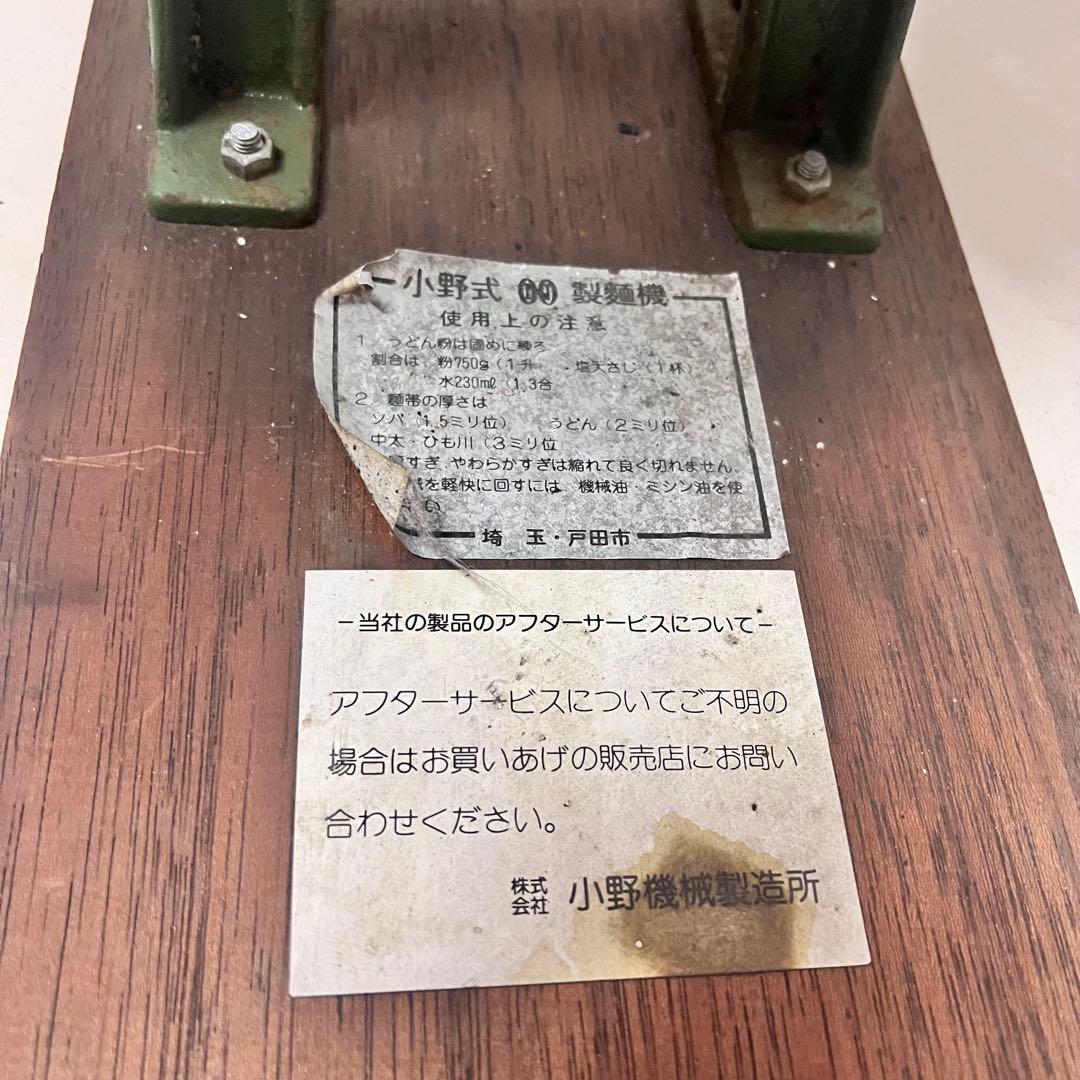 小野式 製麵機
使用上の注意
1 うどん粉は固めに練る
割合は、粉750g(1升) 塩大さじ(1杯)
水230mℓ(1.3合
2 麵帯の厚さは
ソバ(1.5ミリ位) うどん(2ミリ位)
中太・ひも川(3ミリ位)
すぎ、やわらかすぎは縮れて良く切れません。
を軽快に回すには、機械油・ミシン油を使
い
埼玉・戸田市
-当社の製品のアフターサービスについて-
アフターサービスについてご不明の
場合はお買いあげの販売店にお問い
合わせください。
株式会社 小野機械製造所